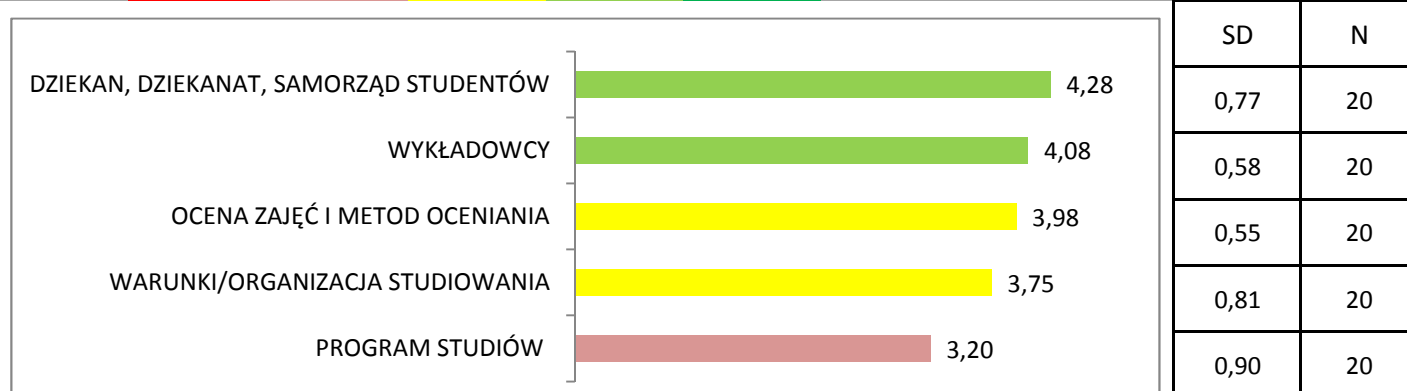 SD N
DZIEKAN, DZIEKANAT, SAMORZĄD STUDENTÓW 4,28 0,77 20
WYKŁADOWCY 4,08 0,58 20
OCENA ZAJĘĆ I METOD OCENIANIA 3,98 0,55 20
WARUNKI/ORGANIZACJA STUDIOWANIA 3,75 0,81 20
PROGRAM STUDIÓW 3,20 0,90 20